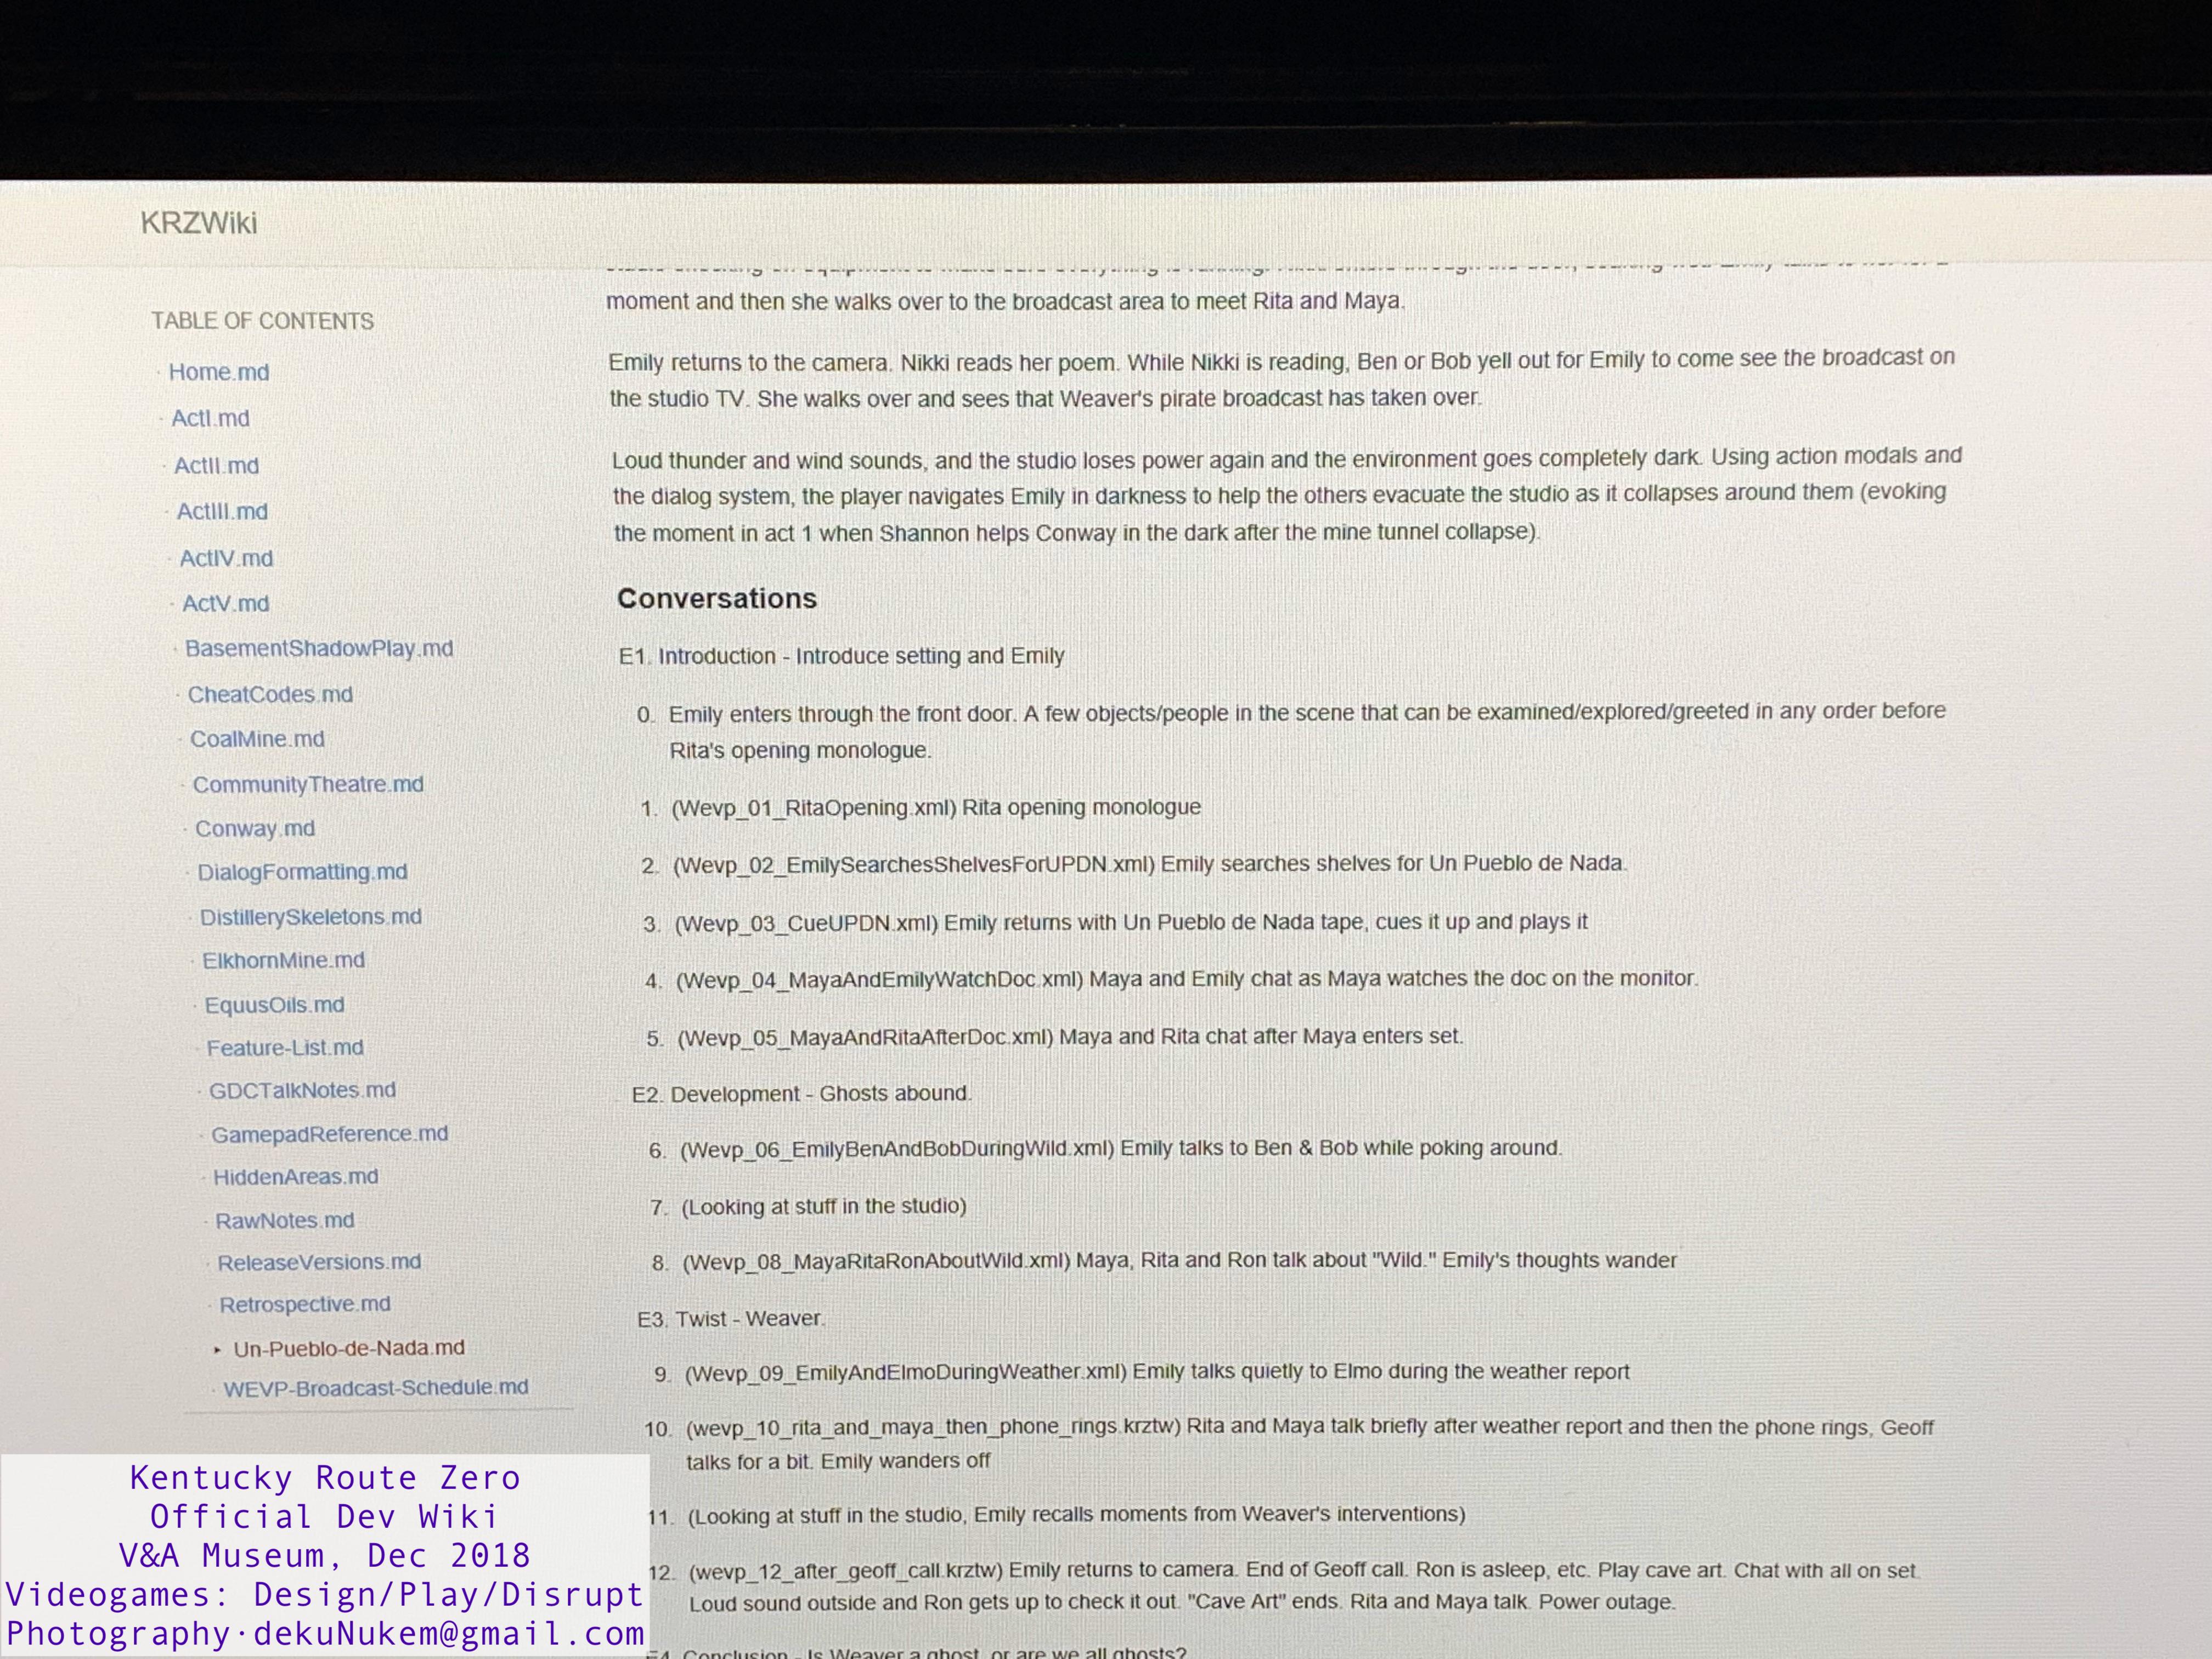 KRZWiki
TABLE OF CONTENTS
Home.md
ActI.md
ActII.md
ActIII.md
ActIV.md
ActV.md
BasementShadowPlay.md
CheatCodes.md
CoalMine.md
CommunityTheatre.md
Conway.md
DialogFormatting.md
DistillerySkeletons.md
ElkhornMine.md
EquusOils.md
Feature-List.md
GDCTalkNotes.md
GamepadReference.md
HiddenAreas.md
RawNotes.md
ReleaseVersions.md
Retrospective.md
Un-Pueblo-de-Nada.md
WEVP-Broadcast-Schedule.md
moment and then she walks over to the broadcast area to meet Rita and Maya.
Emily returns to the camera. Nikki reads her poem. While Nikki is reading, Ben or Bob yell out for Emily to come see the broadcast on
the studio TV. She walks over and sees that Weaver's pirate broadcast has taken over.
Loud thunder and wind sounds, and the studio loses power again and the environment goes completely dark. Using action modals and
the dialog system, the player navigates Emily in darkness to help the others evacuate the studio as it collapses around them (evoking
the moment in act 1 when Shannon helps Conway in the dark after the mine tunnel collapse).
Conversations
E1. Introduction - Introduce setting and Emily
0. Emily enters through the front door. A few objects/people in the scene that can be examined/explored/greeted in any order before
Rita's opening monologue.
1. (Wevp_01_RitaOpening.xml) Rita opening monologue
2. (Wevp_02_EmilySearchesShelvesForUPDN.xml) Emily searches shelves for Un Pueblo de Nada.
3. (Wevp_03_CueUPDN.xml) Emily returns with Un Pueblo de Nada tape, cues it up and plays it
4. (Wevp_04_MayaAndEmilyWatchDoc.xml) Maya and Emily chat as Maya watches the doc on the monitor.
5. (Wevp_05_MayaAndRitaAfterDoc.xml) Maya and Rita chat after Maya enters set.
E2. Development - Ghosts abound.
6. (Wevp_06_EmilyBenAndBobDuringWild.xml) Emily talks to Ben & Bob while poking around.
7. (Looking at stuff in the studio)
8. (Wevp_08_MayaRitaRonAboutWild.xml) Maya, Rita and Ron talk about "Wild." Emily's thoughts wander
E3. Twist - Weaver.
9. (Wevp_09_EmilyAndElmoDuringWeather.xml) Emily talks quietly to Elmo during the weather report
10. (wevp_10_rita_and_maya_then_phone_rings.krztw) Rita and Maya talk briefly after weather report and then the phone rings, Geoff
talks for a bit. Emily wanders off
11. (Looking at stuff in the studio, Emily recalls moments from Weaver's interventions)
12. (wevp_12_after_geoff_call.krztw) Emily returns to camera. End of Geoff call. Ron is asleep, etc. Play cave art. Chat with all on set.
Loud sound outside and Ron gets up to check it out. "Cave Art" ends. Rita and Maya talk. Power outage.
E4. Conclusion - Is Weaver a ghost, or are we all ghosts?
Kentucky Route Zero
Official Dev Wiki
V&A Museum, Dec 2018
Videogames: Design/Play/Disrupt
Photography·dekuNukem@gmail.com